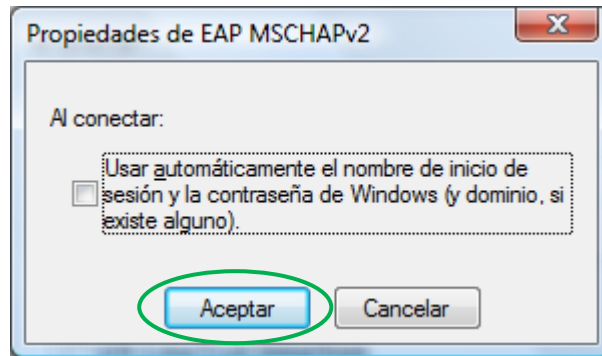 Propiedades de EAP MSCHAPv2
Al conectar:
Usar automáticamente el nombre de inicio de
sesión y la contraseña de Windows (y dominio, si
existe alguno).
Aceptar
Cancelar